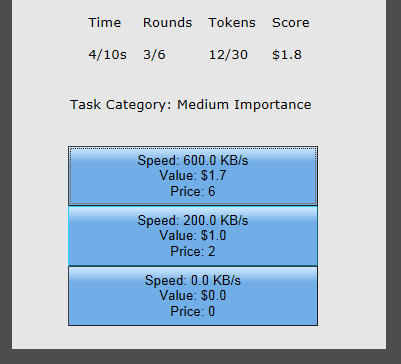 Time Rounds Tokens Score
4/10s 3/6 12/30 $1.8
Task Category: Medium Importance
Speed: 600.0 KB/s
Value: $1.7
Price: 6
Speed: 200.0 KB/s
Value: $1.0
Price: 2
Speed: 0.0 KB/s
Value: $0.0
Price: 0